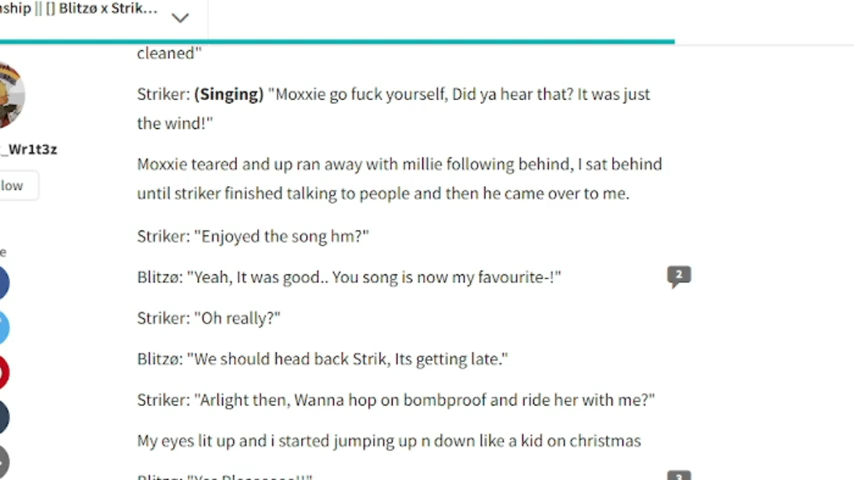 nship || [] Blitzø x Strik...
cleaned"
Striker: (Singing) "Moxxie go fuck yourself, Did ya hear that? It was just
the wind!"
_Wr1t3z
Moxxie teared and up ran away with millie following behind, I sat behind
low
until striker finished talking to people and then he came over to me.
Striker: "Enjoyed the song hm?"
e
Blitzø: "Yeah, It was good.. You song is now my favourite-!"
2
Striker: "Oh really?"
Blitzø: "We should head back Strik, Its getting late."
Striker: "Arlight then, Wanna hop on bombproof and ride her with me?"
My eyes lit up and i started jumping up n down like a kid on christmas
3